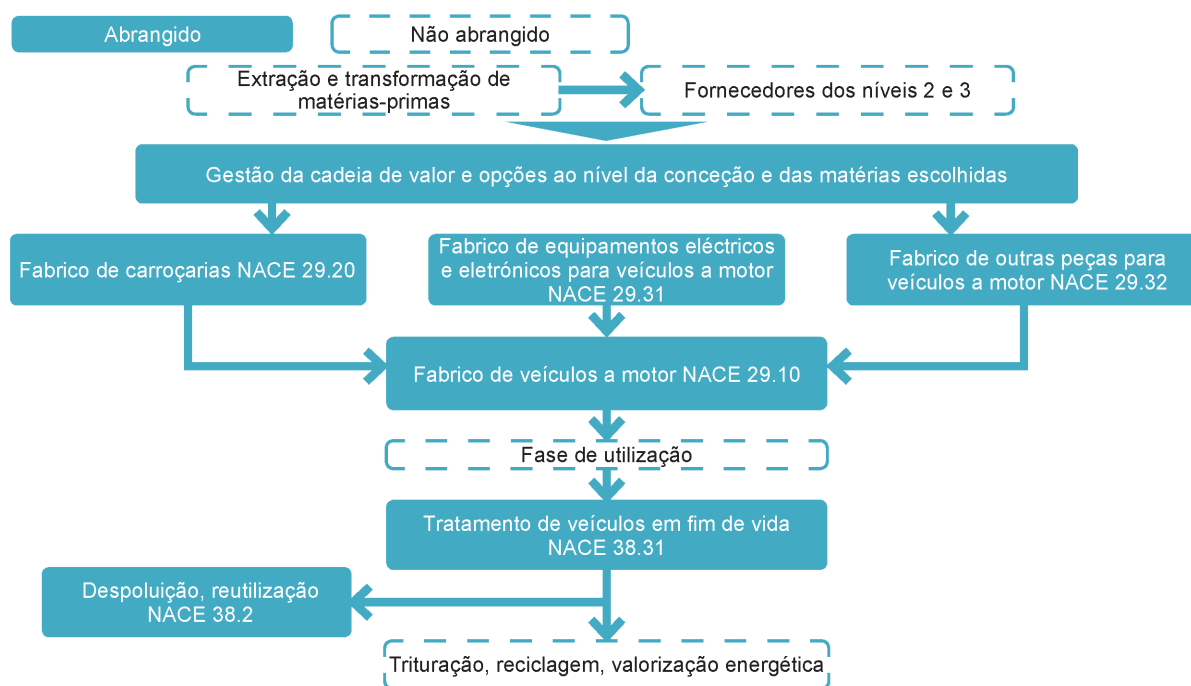 Abrangido
Não abrangido
Extração e transformação de
matérias-primas
Fornecedores dos níveis 2 e 3
Gestão da cadeia de valor e opções ao nível da conceção e das matérias escolhidas
Fabrico de carroçarias NACE 29.20
Fabrico de equipamentos eléctricos
e eletrónicos para veículos a motor
NACE 29.31
Fabrico de outras peças para
veículos a motor NACE 29.32
Fabrico de veículos a motor NACE 29.10
Fase de utilização
Tratamento de veículos em fim de vida
NACE 38.31
Despoluição, reutilização
NACE 38.2
Trituração, reciclagem, valorização energética